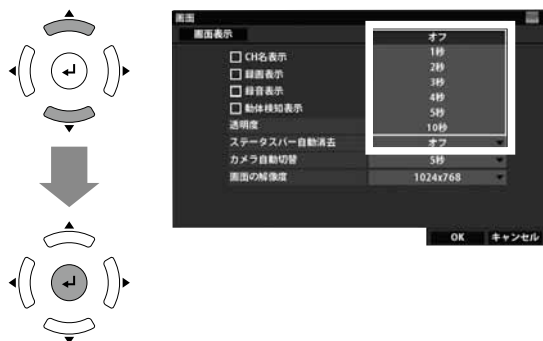 画面
画面表示
オフ
1秒
CH名表示
2秒
録画表示
3秒
録音表示
4秒
動体検知表示
5秒
透明度
10秒
ステータスバー自動消去 オフ
カメラ自動切替 5秒
画面の解像度 1024x768
OK キャンセル